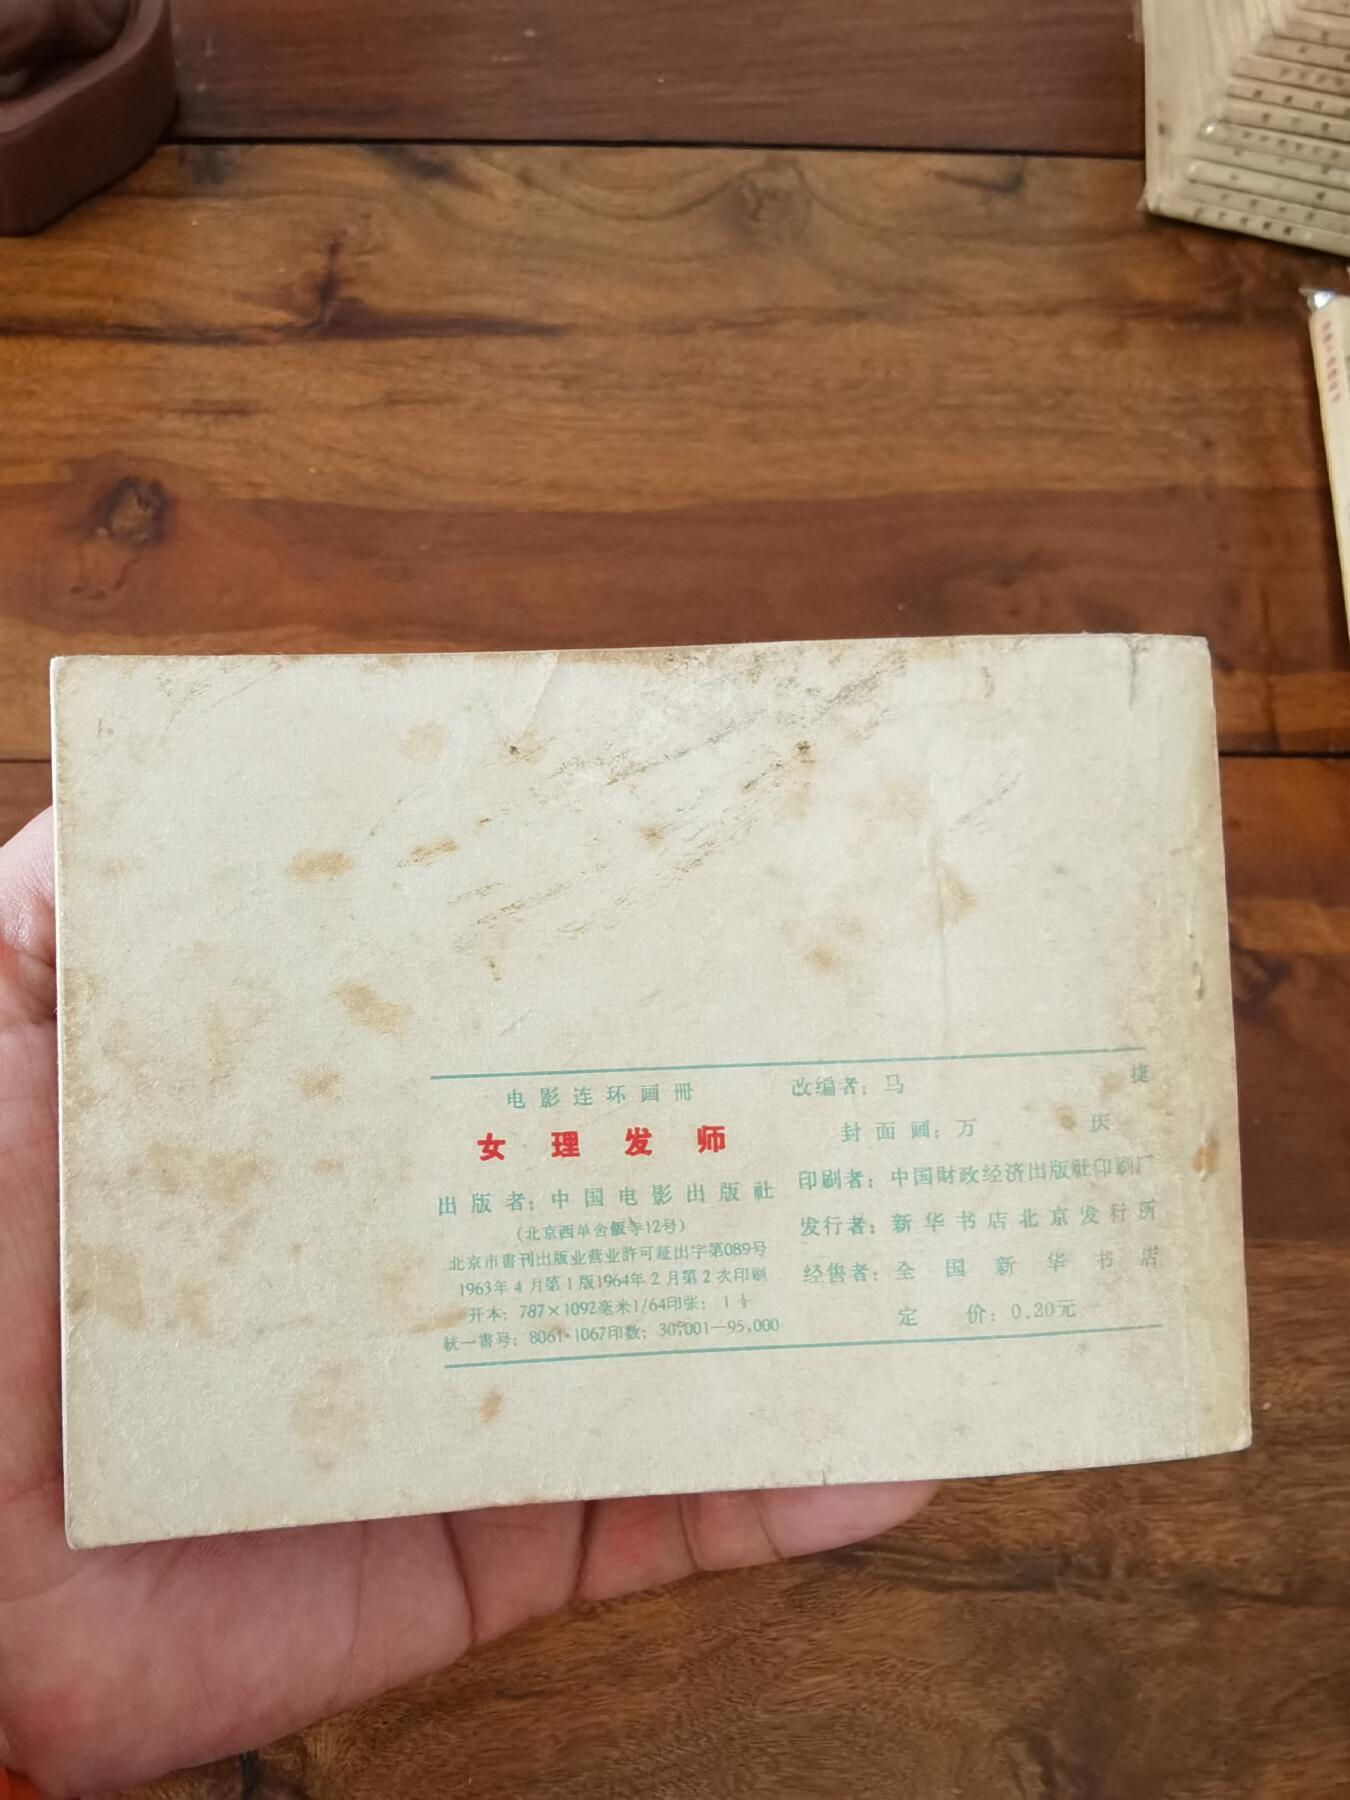 电影连环画册
女理发师
出版者：中国电影出版社
（北京西单舍飯寺12号）
北京市書刊出版业营业許可証出字第089号
1963年4月第1版1964年2月第2次印刷
开本：787×1092毫米1/64印张：1
統一書号：8061·1067印数：30,001—95,000
改编者：马捷
封面画：万庆
印刷者：中国財政经济出版社印刷厂
发行者：新华书店北京发行所
经售者：全国新华书店
定价：0.20元